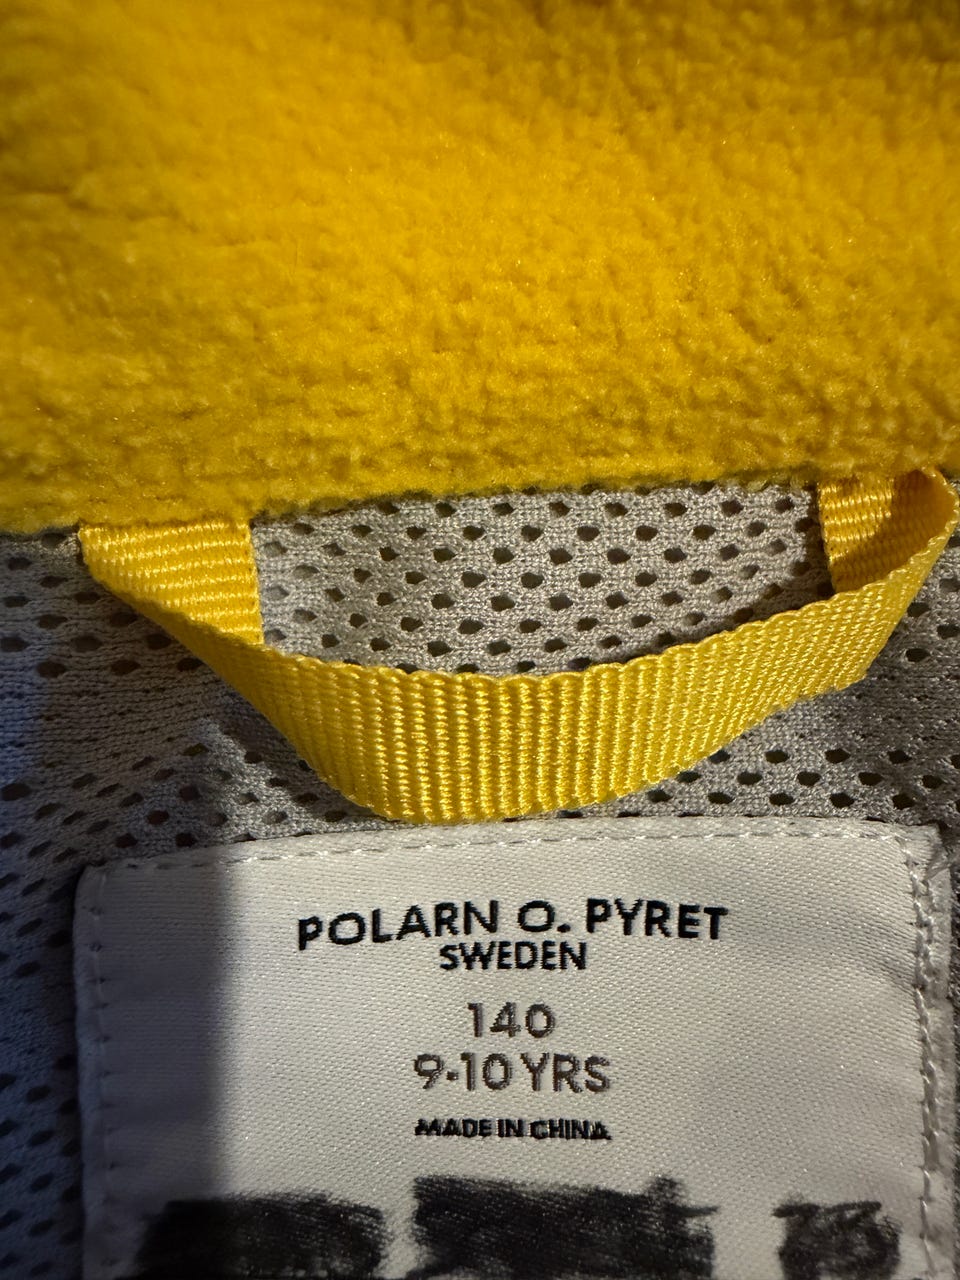 POLARN O. PYRET
SWEDEN
140
9-10 YRS
MADE IN CHINA